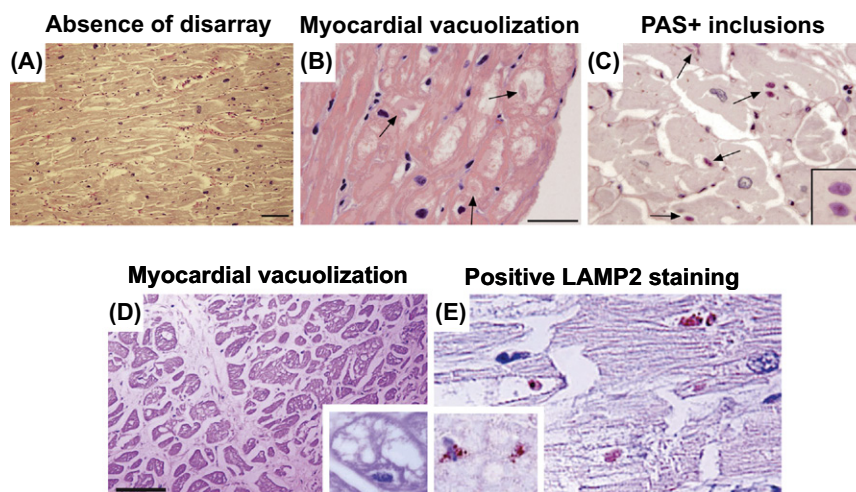 Absence of disarray
Myocardial vacuolization
PAS+ inclusions
(A)
(B)
(C)
Myocardial vacuolization
Positive LAMP2 staining
(D)
(E)